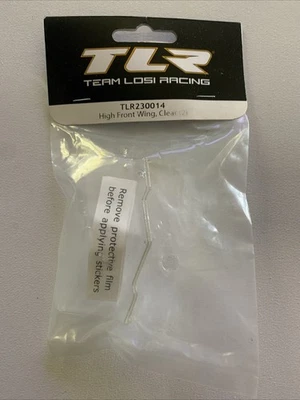 TLR
TEAM LOSI RACING
TLR230014
High Front Wing, Clear
Remove protective film
before applying stickers